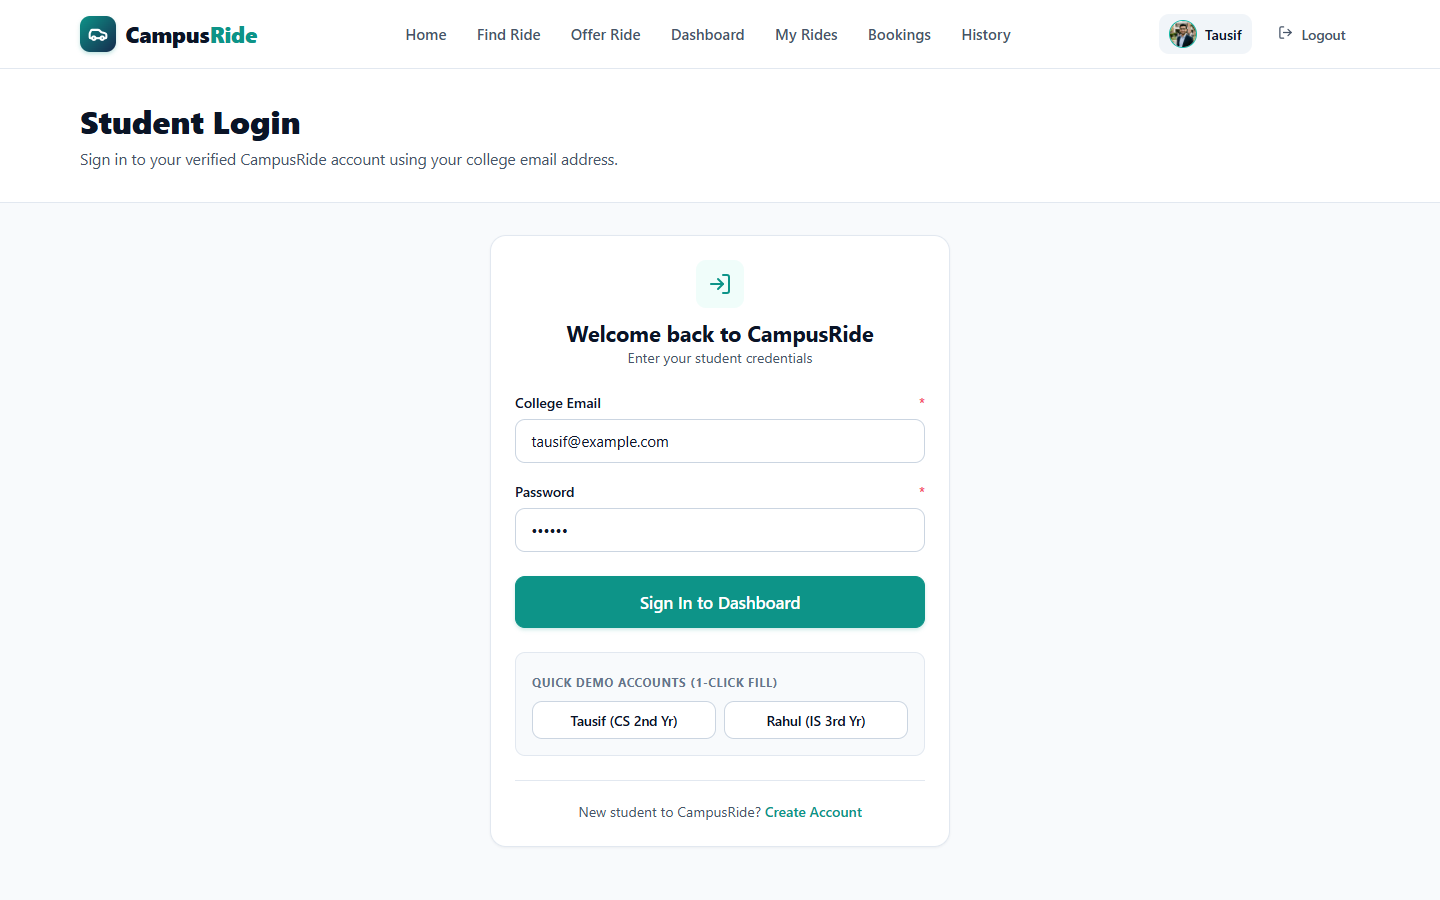 CampusRide
Home Find Ride Offer Ride Dashboard My Rides Bookings History
Tausif
Logout
Student Login
Sign in to your verified CampusRide account using your college email address.
Welcome back to CampusRide
Enter your student credentials
College Email *
tausif@example.com
Password *
••••••
Sign In to Dashboard
QUICK DEMO ACCOUNTS (1-CLICK FILL)
Tausif (CS 2nd Yr) Rahul (IS 3rd Yr)
New student to CampusRide? Create Account